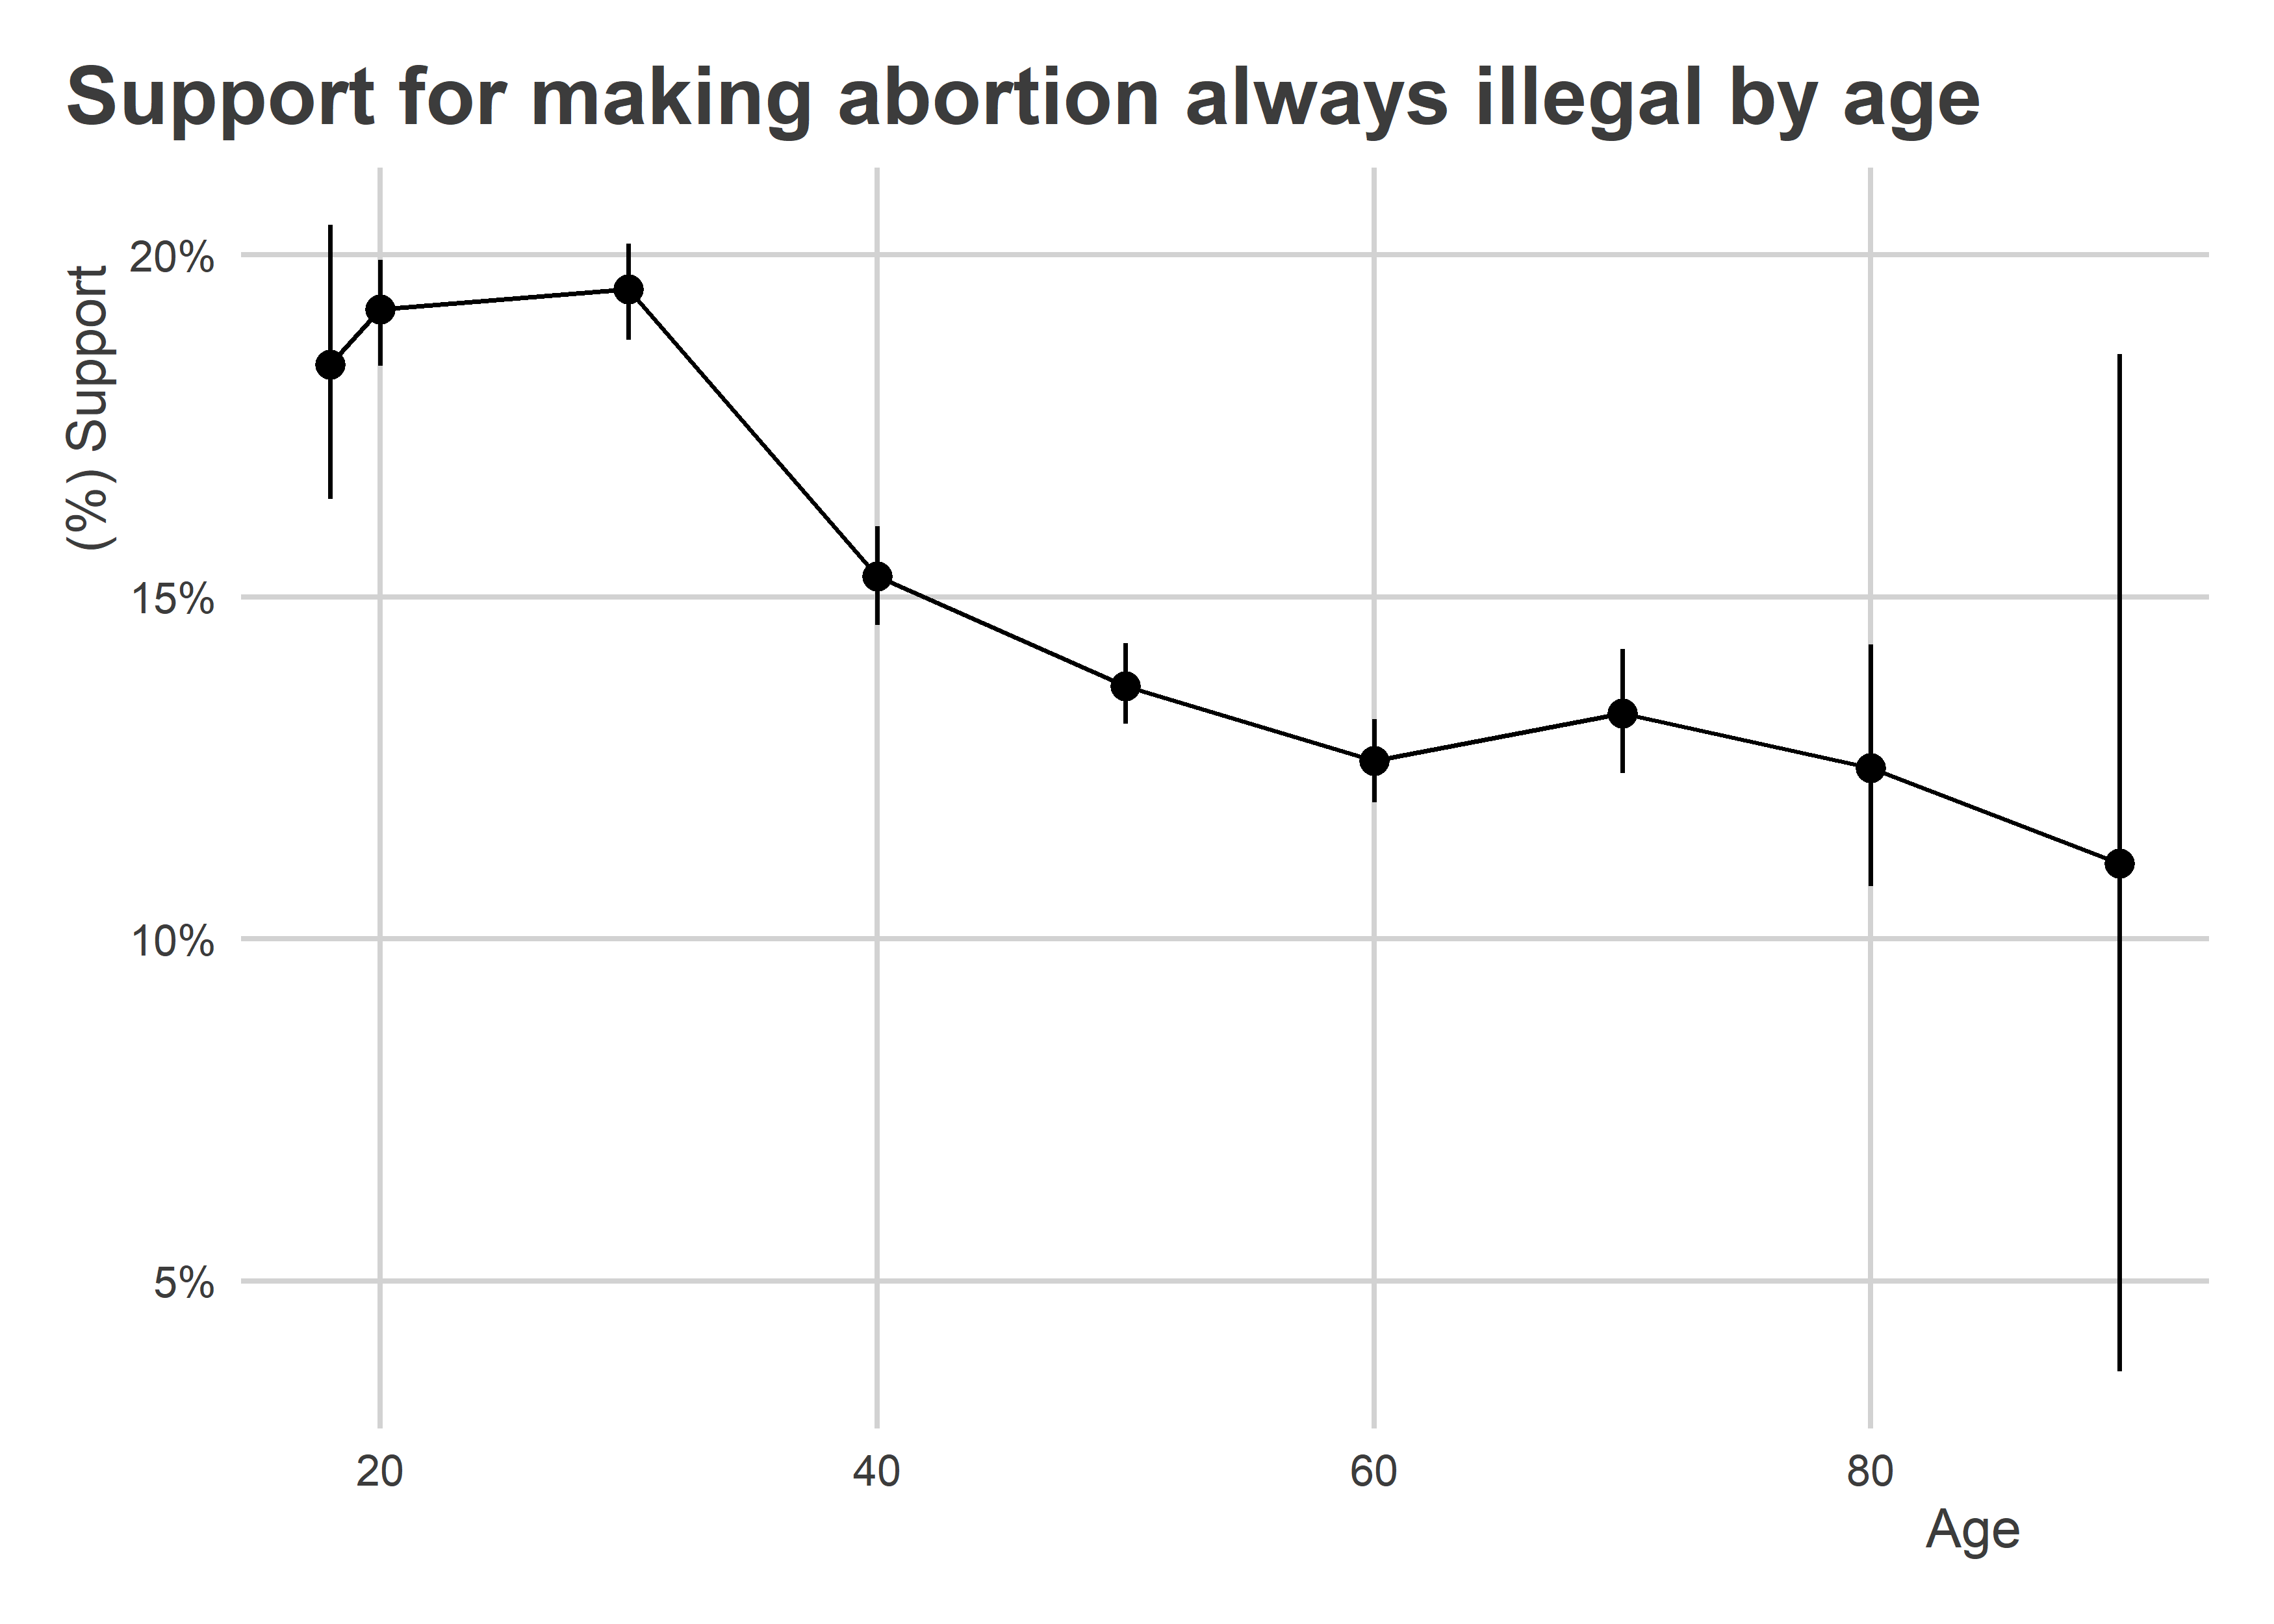 Support for making abortion always illegal by age
(%) Support
20%
15%
10%
5%
20 40 60 80
Age